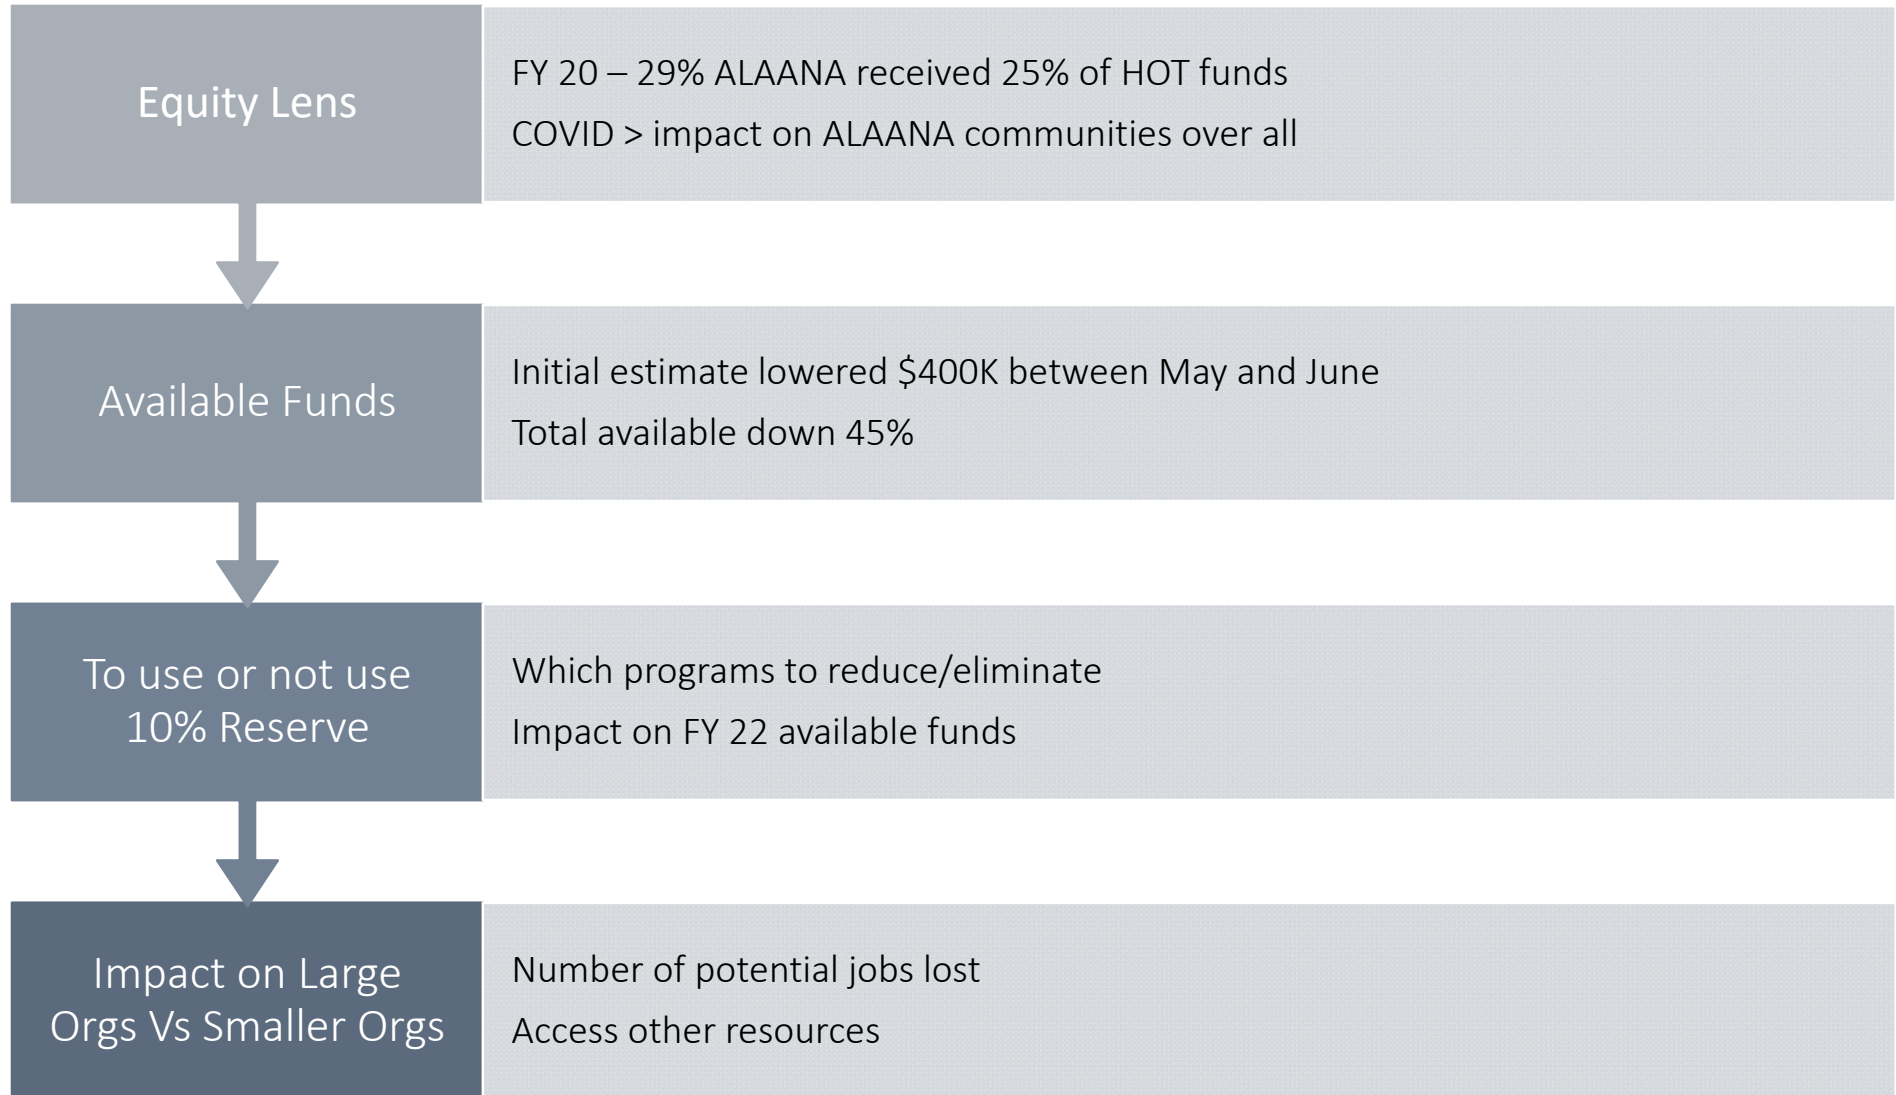 Equity Lens
FY 20 – 29% ALAANA received 25% of HOT funds
COVID > impact on ALAANA communities over all
Available Funds
Initial estimate lowered $400K between May and June
Total available down 45%
To use or not use
10% Reserve
Which programs to reduce/eliminate
Impact on FY 22 available funds
Impact on Large
Orgs Vs Smaller Orgs
Number of potential jobs lost
Access other resources